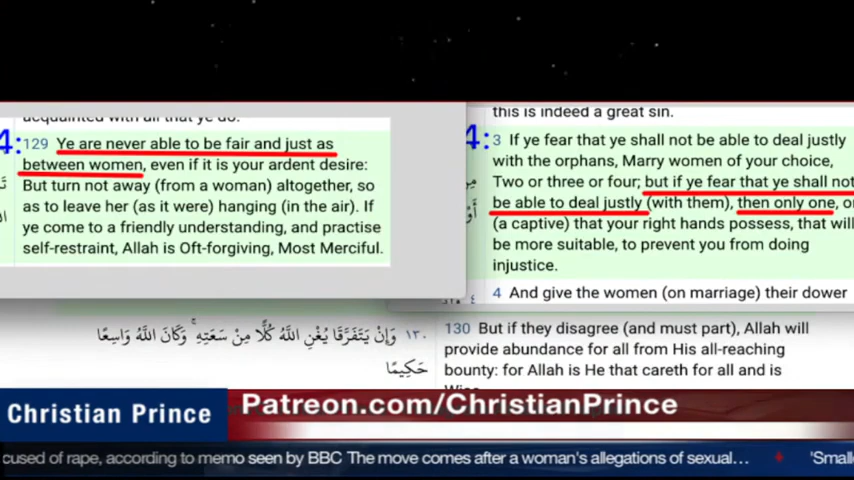 acquainted with all that ye do.
4:129 Ye are never able to be fair and just as
between women, even if it is your ardent desire:
But turn not away (from a woman) altogether, so
as to leave her (as it were) hanging (in the air). If
ye come to a friendly understanding, and practise
self-restraint, Allah is Oft-forgiving, Most Merciful.
this is indeed a great sin.
4:3 If ye fear that ye shall not be able to deal justly
with the orphans, Marry women of your choice,
Two or three or four; but if ye fear that ye shall not
be able to deal justly (with them), then only one, or
(a captive) that your right hands possess, that will
be more suitable, to prevent you from doing
injustice.
4 And give the women (on marriage) their dower
١٣٠. وَإِنْ يَتَفَرَّقَا يُغْنِ اللَّهُ كُلًّا مِنْ سَعَتِهِ ۚ وَكَانَ اللَّهُ وَاسِعًا
حَكِيمًا
130 But if they disagree (and must part), Allah will
provide abundance for all from His all-reaching
bounty: for Allah is He that careth for all and is
Wise.
Christian Prince
Patreon.com/ChristianPrince
cused of rape, according to memo seen by BBC The move comes after a woman's allegations of sexual... 'Smalle